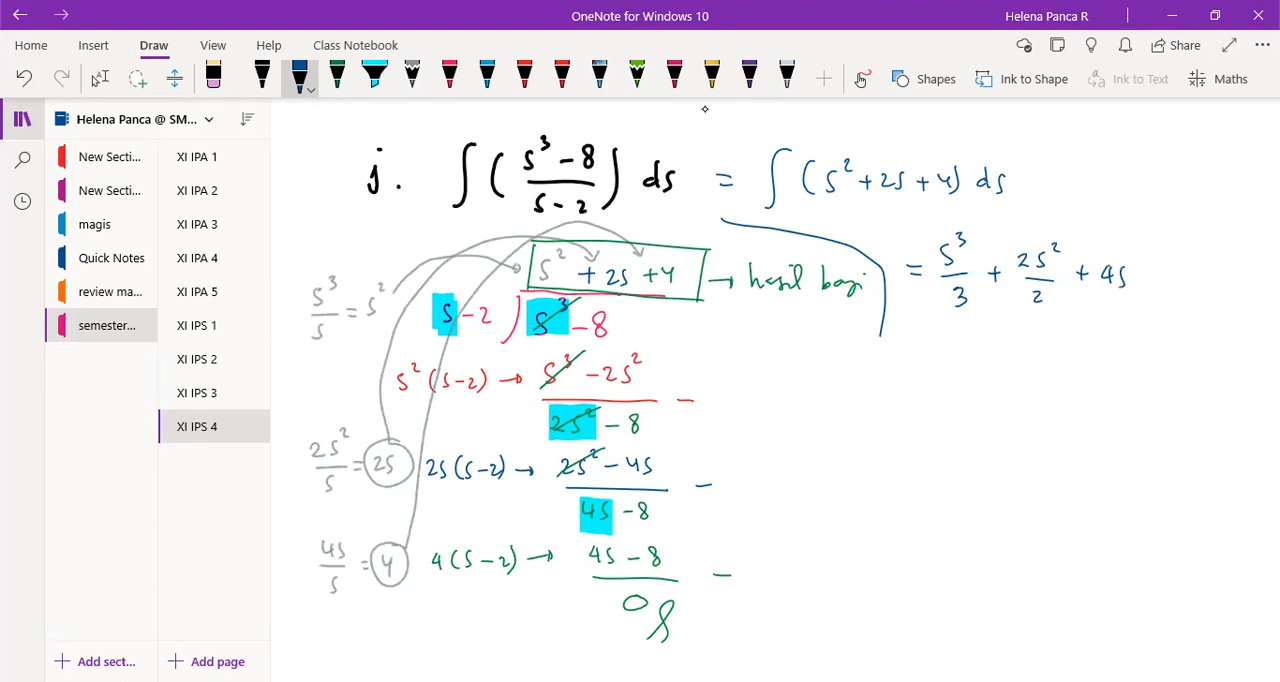 OneNote for Windows 10
Helena Panca R
Home Insert Draw View Help Class Notebook
Share
Shapes Ink to Shape Ink to Text Maths
Helena Panca @ SM...
New Secti...
New Secti...
magis
Quick Notes
review ma...
semester...
XI IPA 1
XI IPA 2
XI IPA 3
XI IPA 4
XI IPA 5
XI IPS 1
XI IPS 2
XI IPS 3
XI IPS 4
Add sect...
Add page
j. ∫ ( (s³ - 8)/(s - 2) ) ds = ∫ (s² + 2s + 4) ds
= s³/3 + 2s²/2 + 4s
s² + 2s + 4 → hasil bagi
s³/s = s²
s - 2 ) s³ - 8
s² (s - 2) → s³ - 2s² -
2s² - 8
2s²/s = 2s
2s (s - 2) → 2s² - 4s -
4s - 8
4s/s = 4
4 (s - 2) → 4s - 8 -
0